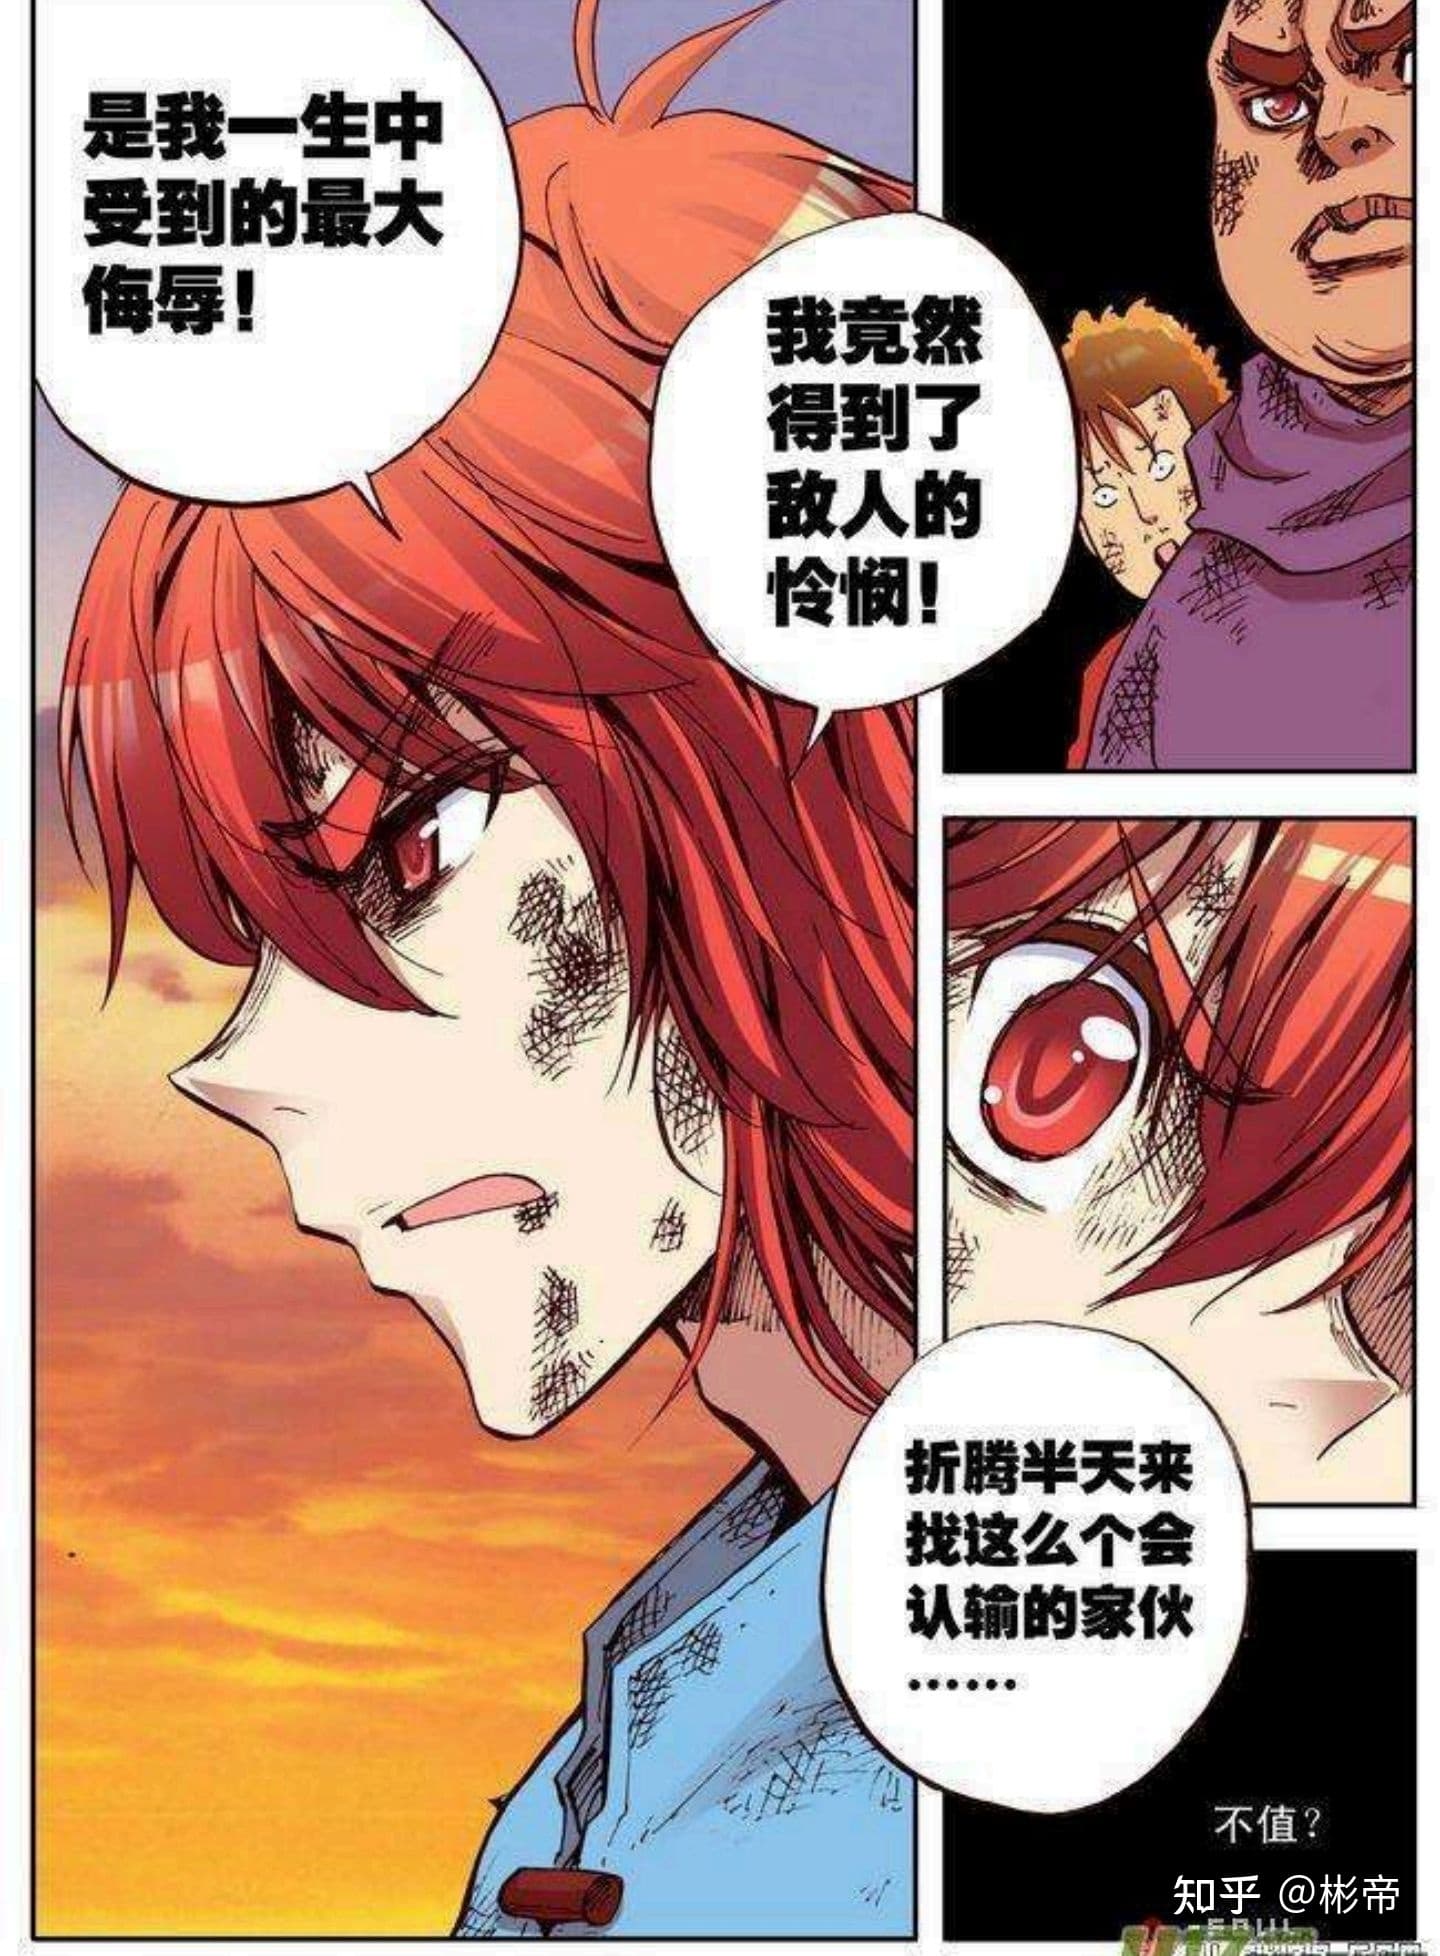 是我一生中
受到的最大
侮辱！
我竟然
得到了
敌人的
怜悯！
折腾半天来
找这么个会
认输的家伙
……
不值？
知乎 @彬帝